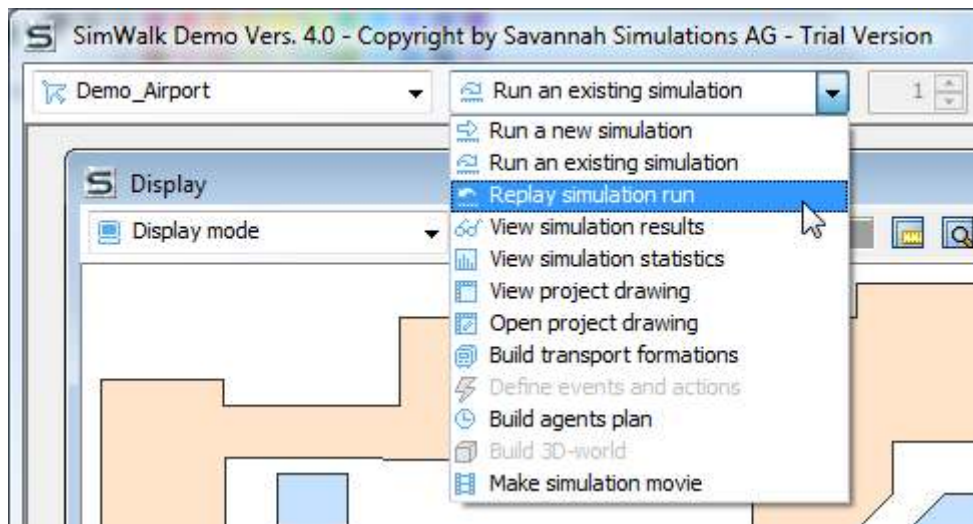 SimWalk Demo Vers. 4.0 - Copyright by Savannah Simulations AG - Trial Version
Demo_Airport
Run an existing simulation
1
Run a new simulation
Run an existing simulation
Display
Replay simulation run
Display mode
View simulation results
View simulation statistics
View project drawing
Open project drawing
Build transport formations
Define events and actions
Build agents plan
Build 3D-world
Make simulation movie